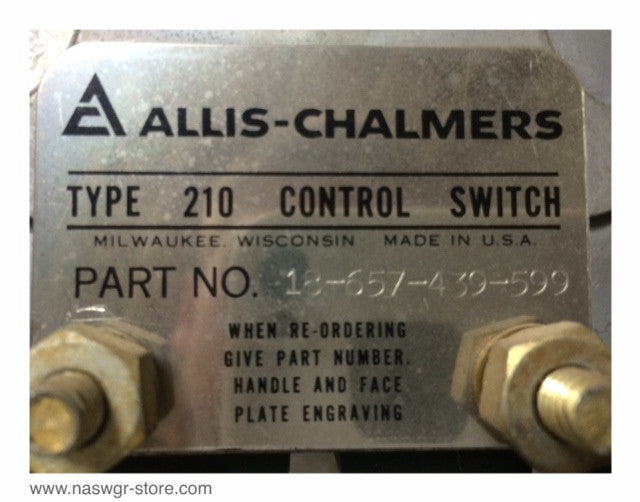 ALLIS-CHALMERS
TYPE 210 CONTROL SWITCH
MILWAUKEE, WISCONSIN MADE IN U.S.A.
PART NO. 18-657-439-599
WHEN RE-ORDERING
GIVE PART NUMBER.
HANDLE AND FACE
PLATE ENGRAVING
www.naswgr-store.com